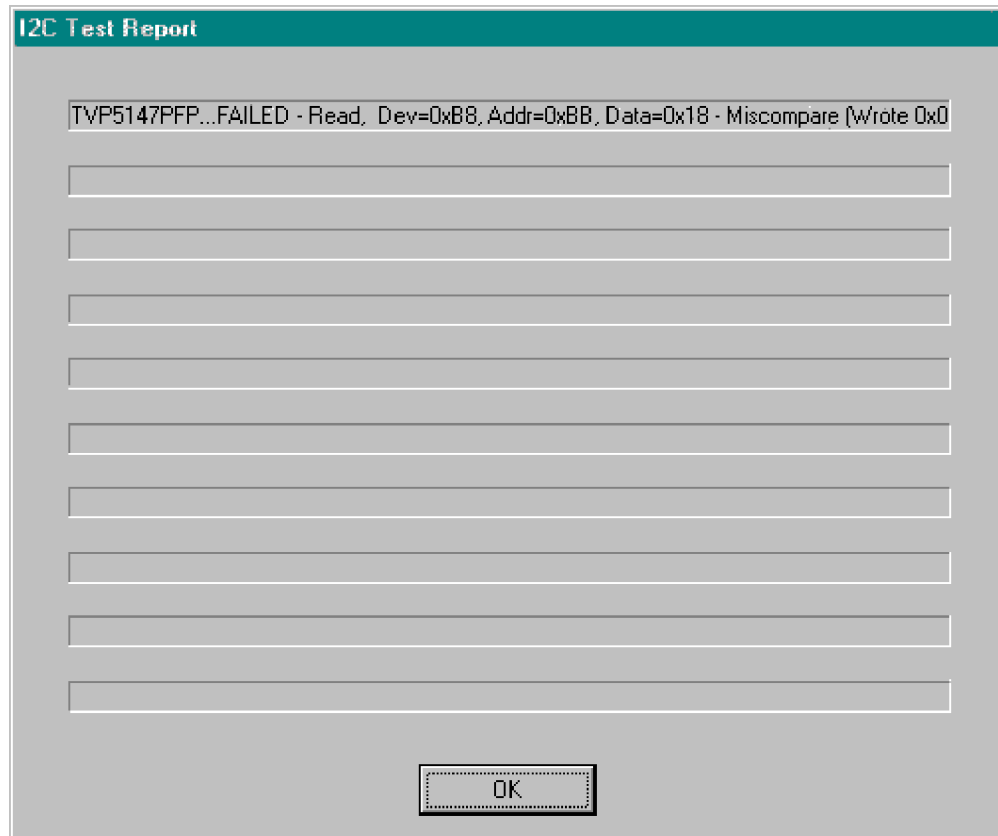 I2C Test Report
TVP5147PFP...FAILED - Read, Dev=0xB8, Addr=0xBB, Data=0x18 - Miscompare (Wrote 0x0
OK